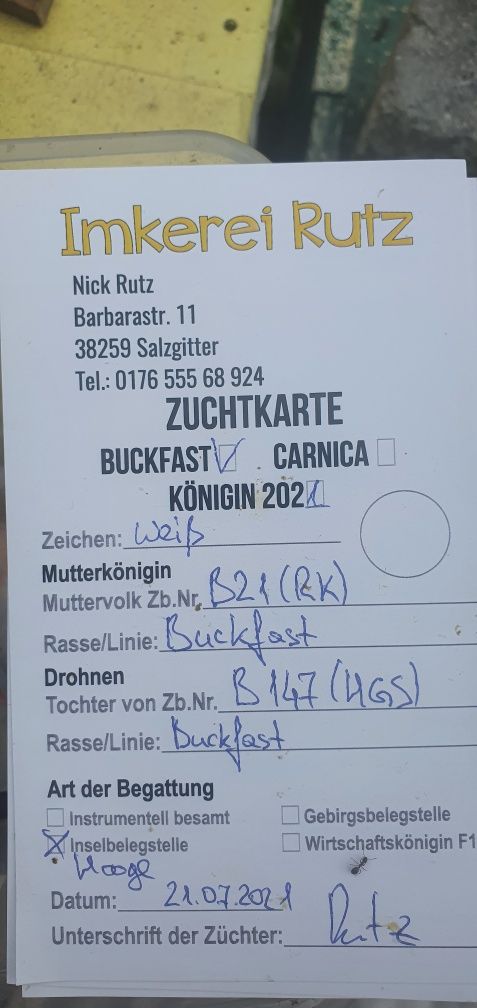 Imkerei Rutz
Nick Rutz
Barbarastr. 11
38259 Salzgitter
Tel.: 0176 555 68 924
ZUCHTKARTE
BUCKFAST CARNICA
KÖNIGIN 2021
Zeichen: Weiß
Mutterkönigin
Muttervolk Zb.Nr. B21 (RK)
Rasse/Linie: Buckfast
Drohnen
Tochter von Zb.Nr. B147 (HGS)
Rasse/Linie: Buckfast
Art der Begattung
Instrumentell besamt Gebirgsbelegstelle
Inselbelegstelle Wirtschaftskönigin F1
Hooge
Datum: 21.07.2021
Unterschrift der Züchter: Rutz